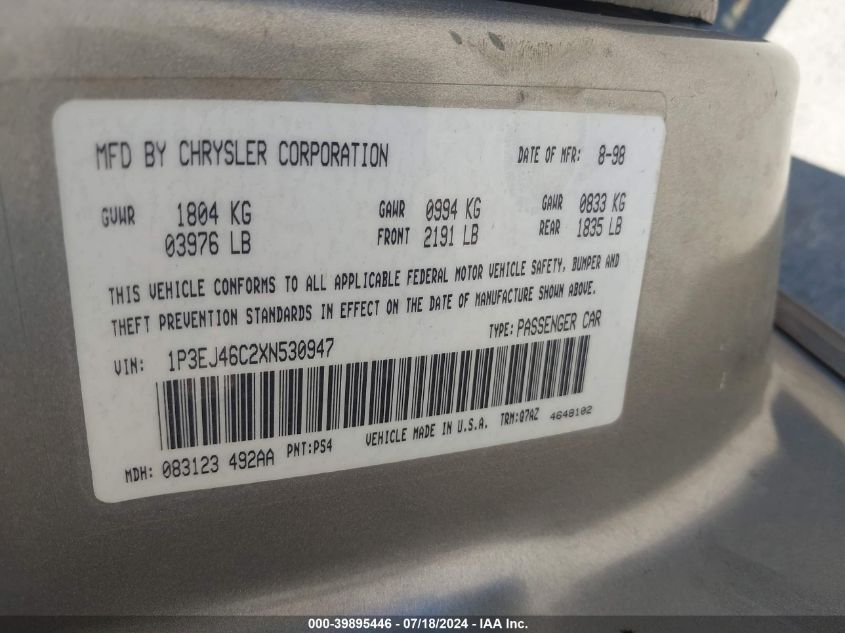 MFD BY CHRYSLER CORPORATION DATE OF MFR: 8-98
GVWR 1804 KG GAWR 0994 KG GAWR 0833 KG
03976 LB FRONT 2191 LB REAR 1835 LB
THIS VEHICLE CONFORMS TO ALL APPLICABLE FEDERAL MOTOR VEHICLE SAFETY, BUMPER AND
THEFT PREVENTION STANDARDS IN EFFECT ON THE DATE OF MANUFACTURE SHOWN ABOVE.
VIN: 1P3EJ46C2XN530947 TYPE: PASSENGER CAR
MDH: 083123 492AA PNT:PS4 VEHICLE MADE IN U.S.A. TRM:Q7AZ 4648102
000-39895446 - 07/18/2024 - IAA Inc.